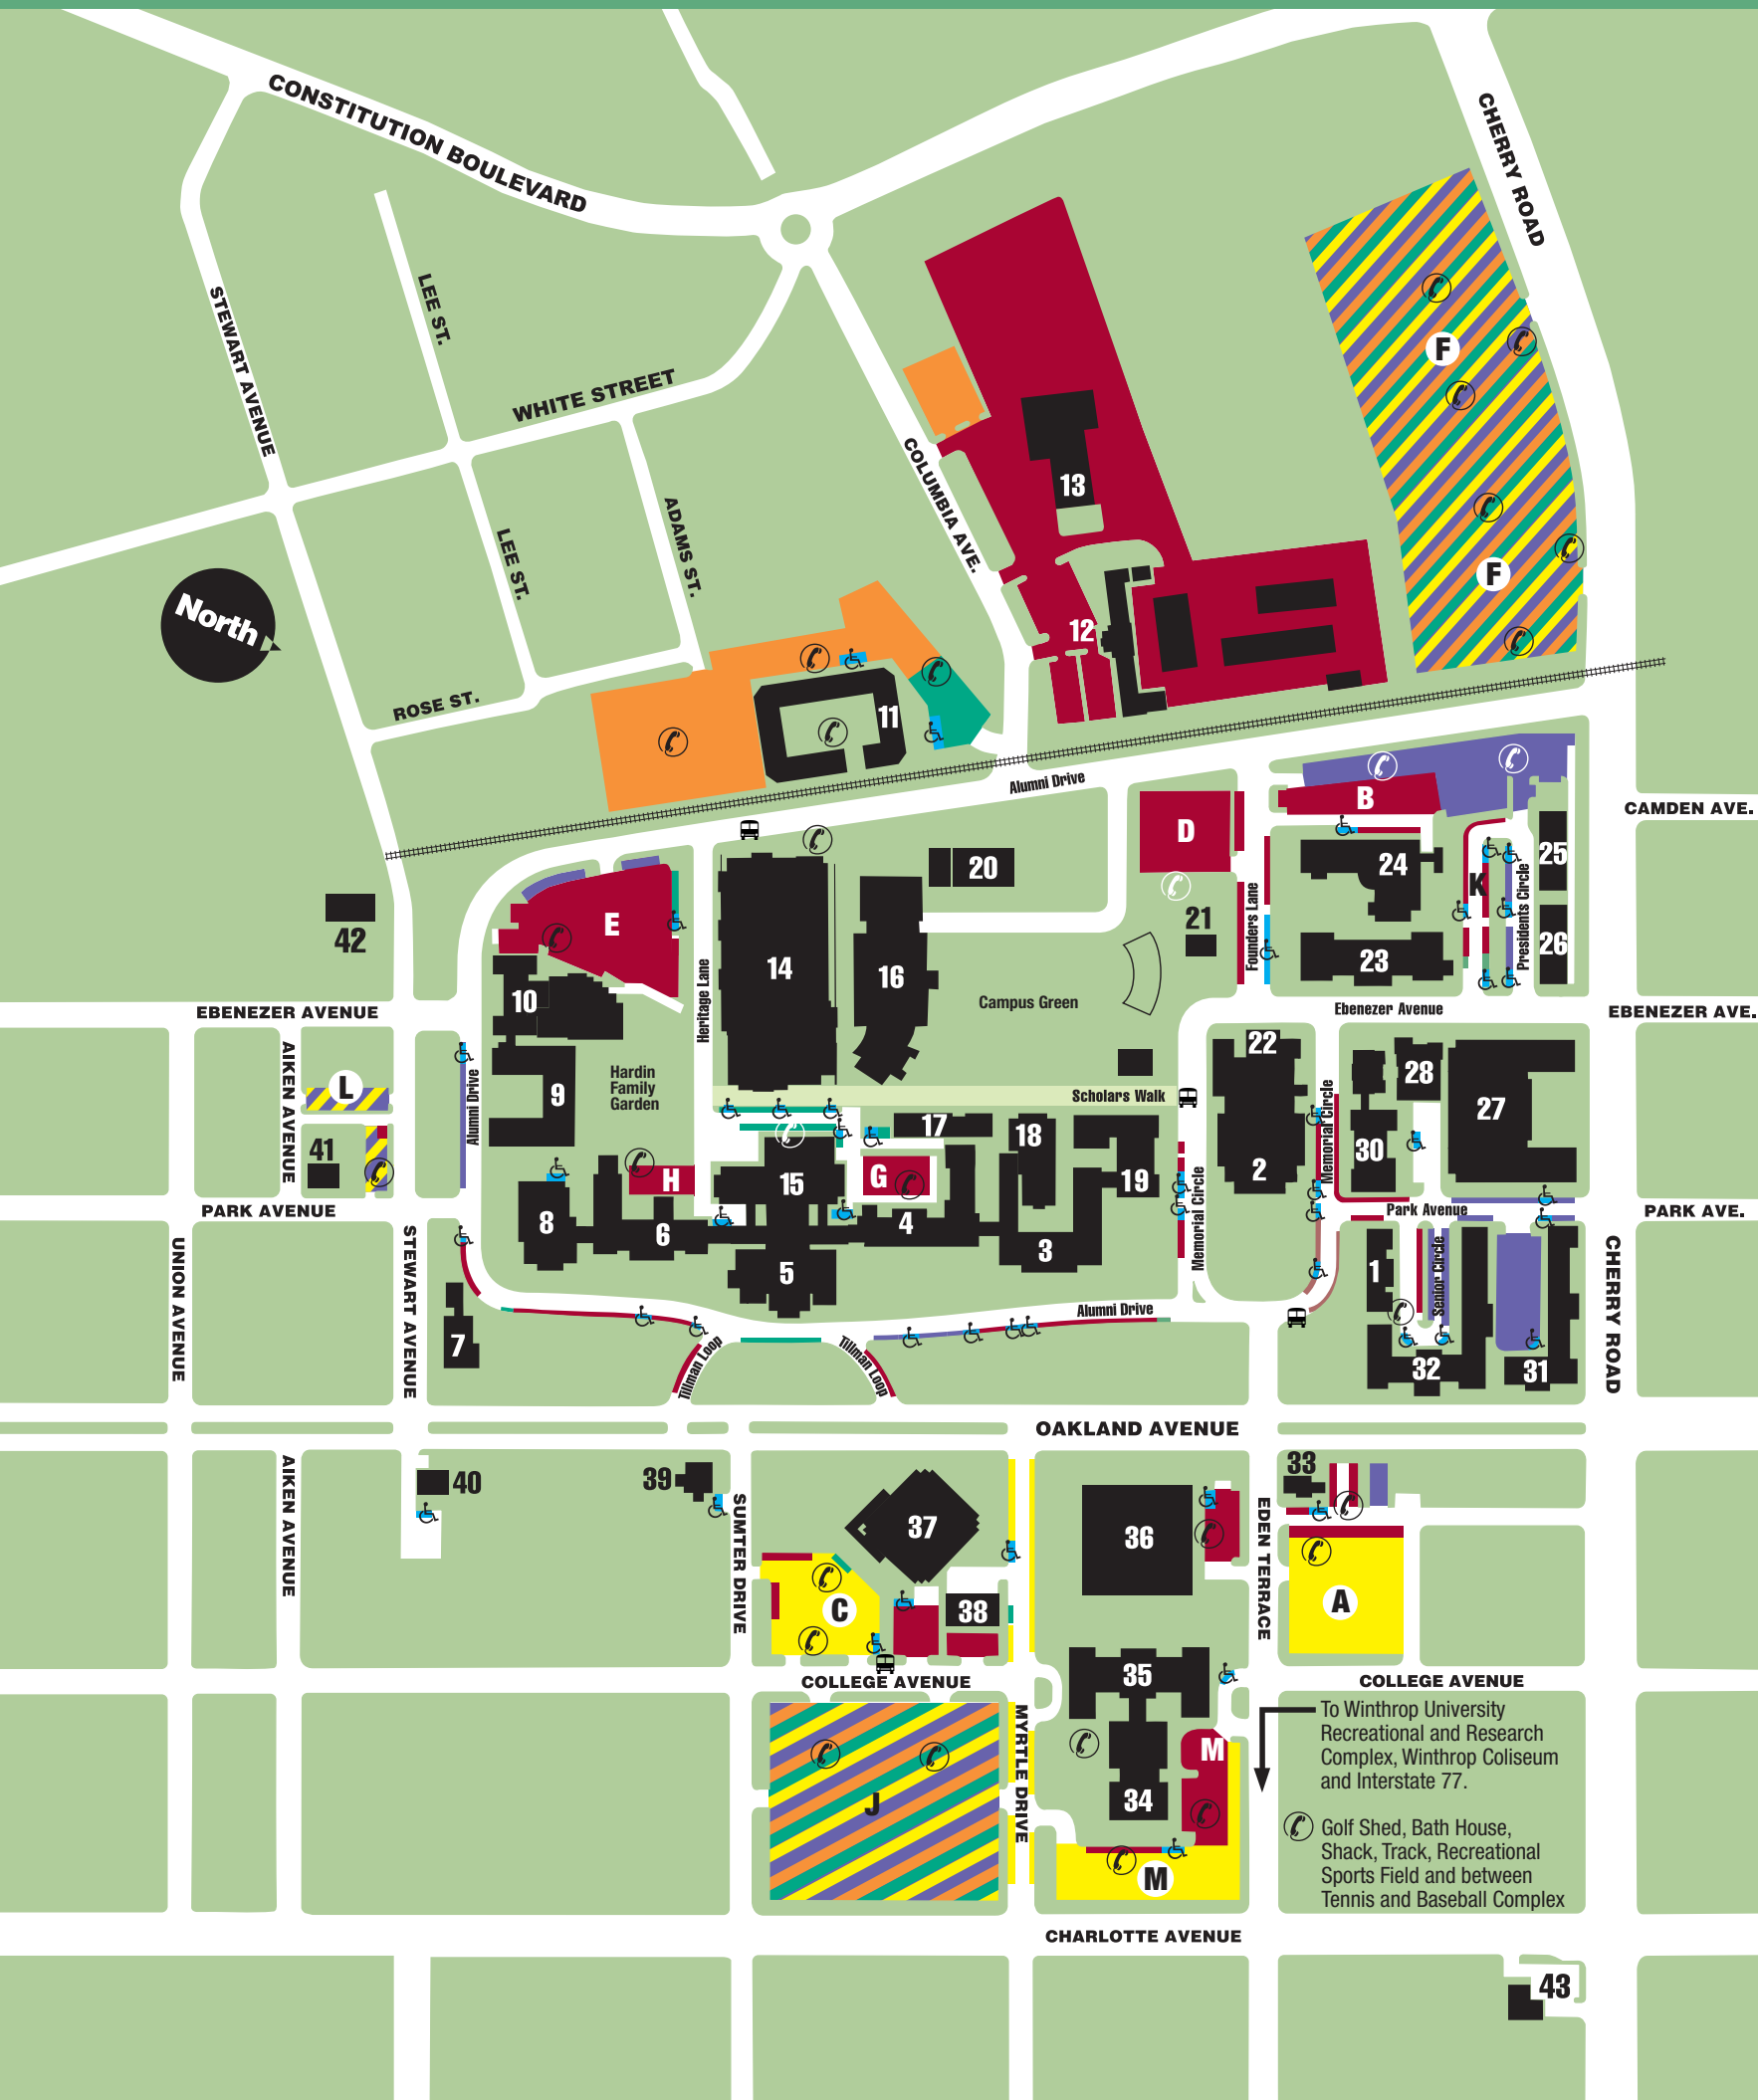 CONSTITUTION BOULEVARD
CHERRY ROAD
STEWART AVENUE
LEE ST.
WHITE STREET
F
COLUMBIA AVE.
13
LEE ST.
ADAMS ST.
F
North
12
ROSE ST.
11
Alumni Drive
B
CAMDEN AVE.
D
24
25
20
K
E
21
42
14
16
Founders Lane
23
Presidents Circle
26
10
Heritage Lane
Campus Green
EBENEZER AVENUE
Ebenezer Avenue
EBENEZER AVE.
AIKEN AVENUE
L
Alumni Drive
9
Hardin
Family
Garden
22
28
27
Scholars Walk
Memorial Circle
41
17
18
30
H
15
G
19
2
PARK AVENUE
8
6
4
Park Avenue
PARK AVE.
UNION AVENUE
STEWART AVENUE
5
3
Memorial Circle
1
Senior Circle
CHERRY ROAD
Alumni Drive
7
Tillman Loop
Tillman Loop
32
31
OAKLAND AVENUE
AIKEN AVENUE
40
39
SUMTER DRIVE
37
36
EDEN TERRACE
33
C
38
A
35
COLLEGE AVENUE
COLLEGE AVENUE
MYRTLE DRIVE
To Winthrop University
Recreational and Research
Complex, Winthrop Coliseum
and Interstate 77.
M
J
34
Golf Shed, Bath House,
Shack, Track, Recreational
Sports Field and between
Tennis and Baseball Complex
M
CHARLOTTE AVENUE
43